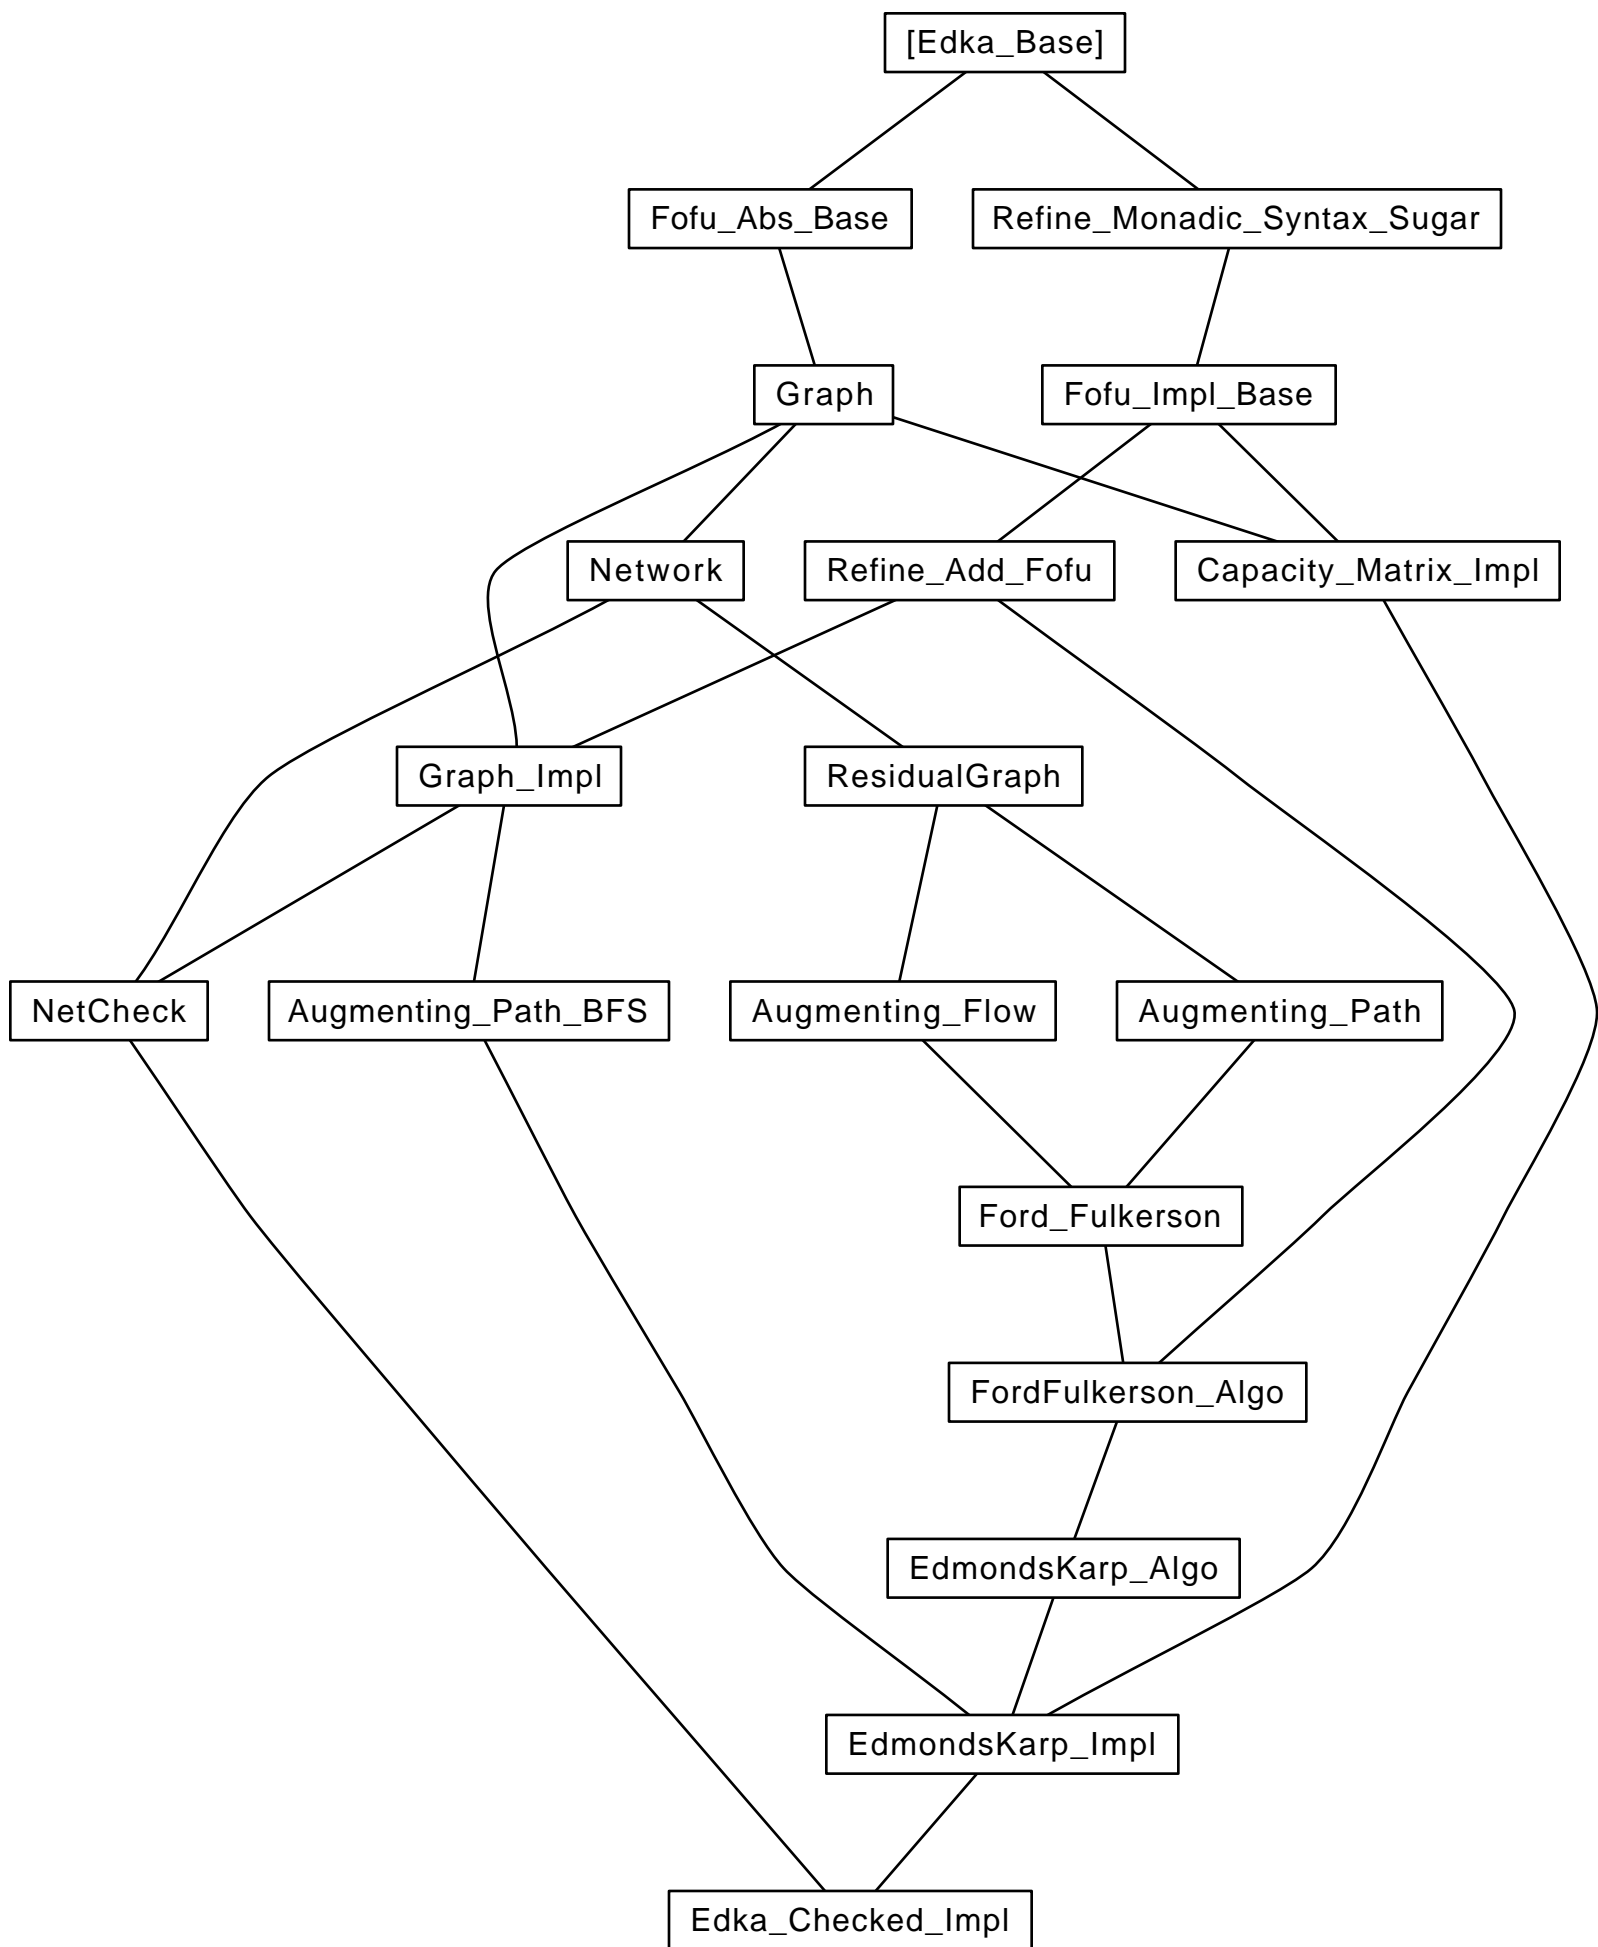 [Edka_Base]
Fofu_Abs_Base
Refine_Monadic_Syntax_Sugar
Graph
Fofu_Impl_Base
Network
Refine_Add_Fofu
Capacity_Matrix_Impl
Graph_Impl
ResidualGraph
NetCheck
Augmenting_Path_BFS
Augmenting_Flow
Augmenting_Path
Ford_Fulkerson
FordFulkerson_Algo
EdmondsKarp_Algo
EdmondsKarp_Impl
Edka_Checked_Impl